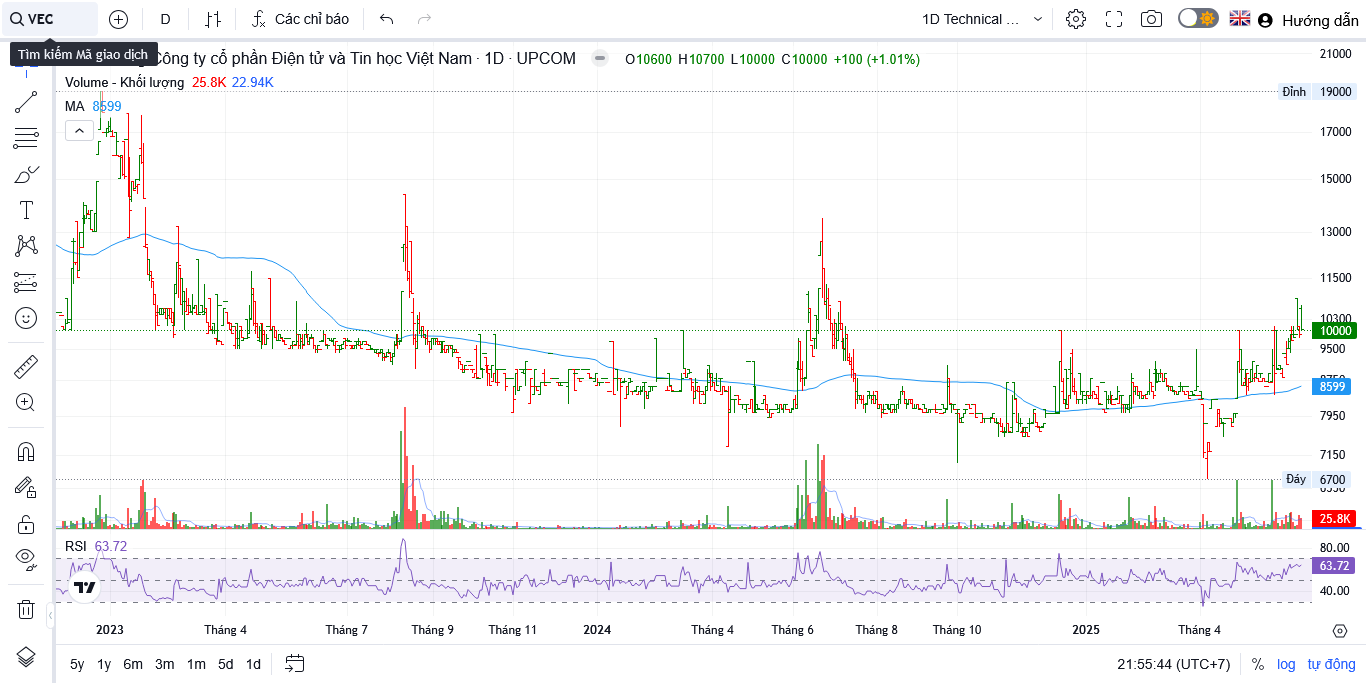 VEC
D
Các chỉ báo
1D Technical ...
Hướng dẫn
Tìm kiếm Mã giao dịch
Công ty cổ phần Điện tử và Tin học Việt Nam · 1D · UPCOM
O10600 H10700 L10000 C10000 +100 (+1.01%)
Volume - Khối lượng 25.8K 22.94K
MA 8599
21000
Đỉnh 19000
17000
15000
13000
11500
10300
10000
9500
8599
7950
7150
Đáy 6700
25.8K
RSI 63.72
80.00
63.72
40.00
2023 Tháng 4 Tháng 7 Tháng 9 Tháng 11 2024 Tháng 4 Tháng 6 Tháng 8 Tháng 10 2025 Tháng 4
5y 1y 6m 3m 1m 5d 1d
21:55:44 (UTC+7) % log tự động